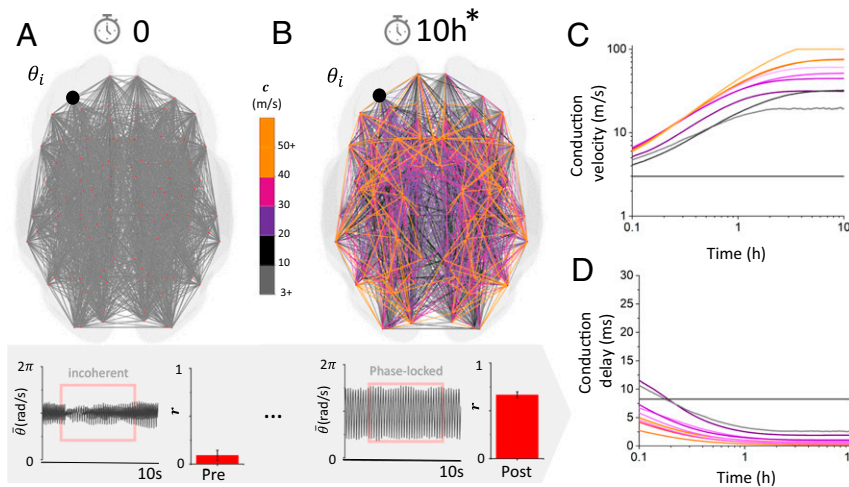 A
0
θi
c
(m/s)
50+
40
30
20
10
3+
B
10h*
θi
C
Conduction
velocity (m/s)
100
10
1
0.1
1
10
Time (h)
D
Conduction
delay (ms)
30
25
20
15
10
5
0
0.1
1
1
Time (h)
2π
incoherent
θ̄(rad/s)
0
10s
1
r
0
Pre
...
2π
Phase-locked
θ̄(rad/s)
0
10s
1
r
0
Post